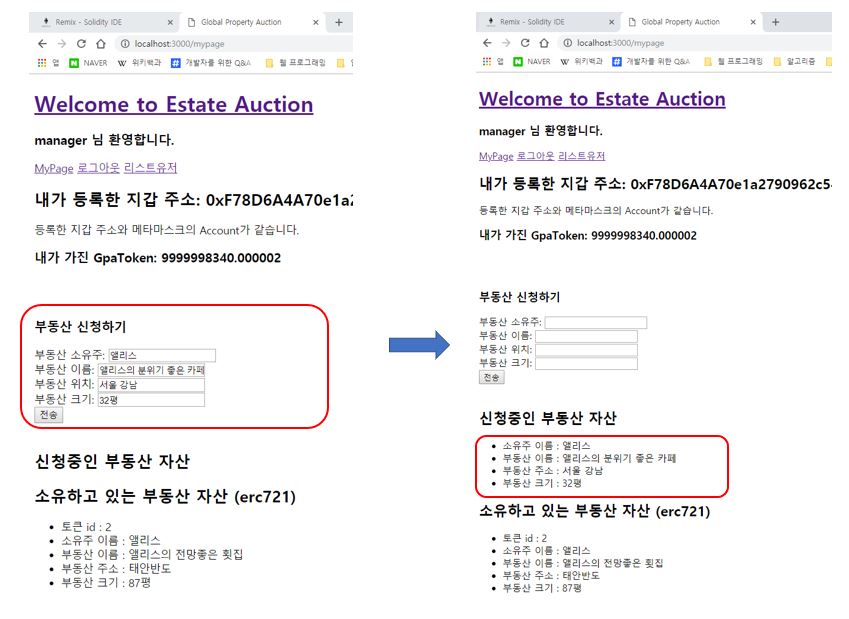 Remix - Solidity IDE
Global Property Auction
localhost:3000/mypage
앱 NAVER 위키백과 개발자를 위한 Q&A 웹 프로그래밍
Welcome to Estate Auction
manager 님 환영합니다.
MyPage 로그아웃 리스트유저
내가 등록한 지갑 주소: 0xF78D6A4A70e1a2
등록한 지갑 주소와 메타마스크의 Account가 같습니다.
내가 가진 GpaToken: 9999998340.000002
부동산 신청하기
부동산 소유주: 앨리스
부동산 이름: 앨리스의 분위기 좋은 카페
부동산 위치: 서울 강남
부동산 크기: 32평
전송
신청중인 부동산 자산
소유하고 있는 부동산 자산 (erc721)
토큰 id : 2
소유주 이름 : 앨리스
부동산 이름 : 앨리스의 전망좋은 횟집
부동산 주소 : 태안반도
부동산 크기 : 87평
Remix - Solidity IDE
Global Property Auction
localhost:3000/mypage
앱 NAVER 위키백과 개발자를 위한 Q&A 웹 프로그래밍 알고리즘
Welcome to Estate Auction
manager 님 환영합니다.
MyPage 로그아웃 리스트유저
내가 등록한 지갑 주소: 0xF78D6A4A70e1a2790962c5
등록한 지갑 주소와 메타마스크의 Account가 같습니다.
내가 가진 GpaToken: 9999998340.000002
부동산 신청하기
부동산 소유주:
부동산 이름:
부동산 위치:
부동산 크기:
전송
신청중인 부동산 자산
소유주 이름 : 앨리스
부동산 이름 : 앨리스의 분위기 좋은 카페
부동산 주소 : 서울 강남
부동산 크기 : 32평
소유하고 있는 부동산 자산 (erc721)
토큰 id : 2
소유주 이름 : 앨리스
부동산 이름 : 앨리스의 전망좋은 횟집
부동산 주소 : 태안반도
부동산 크기 : 87평